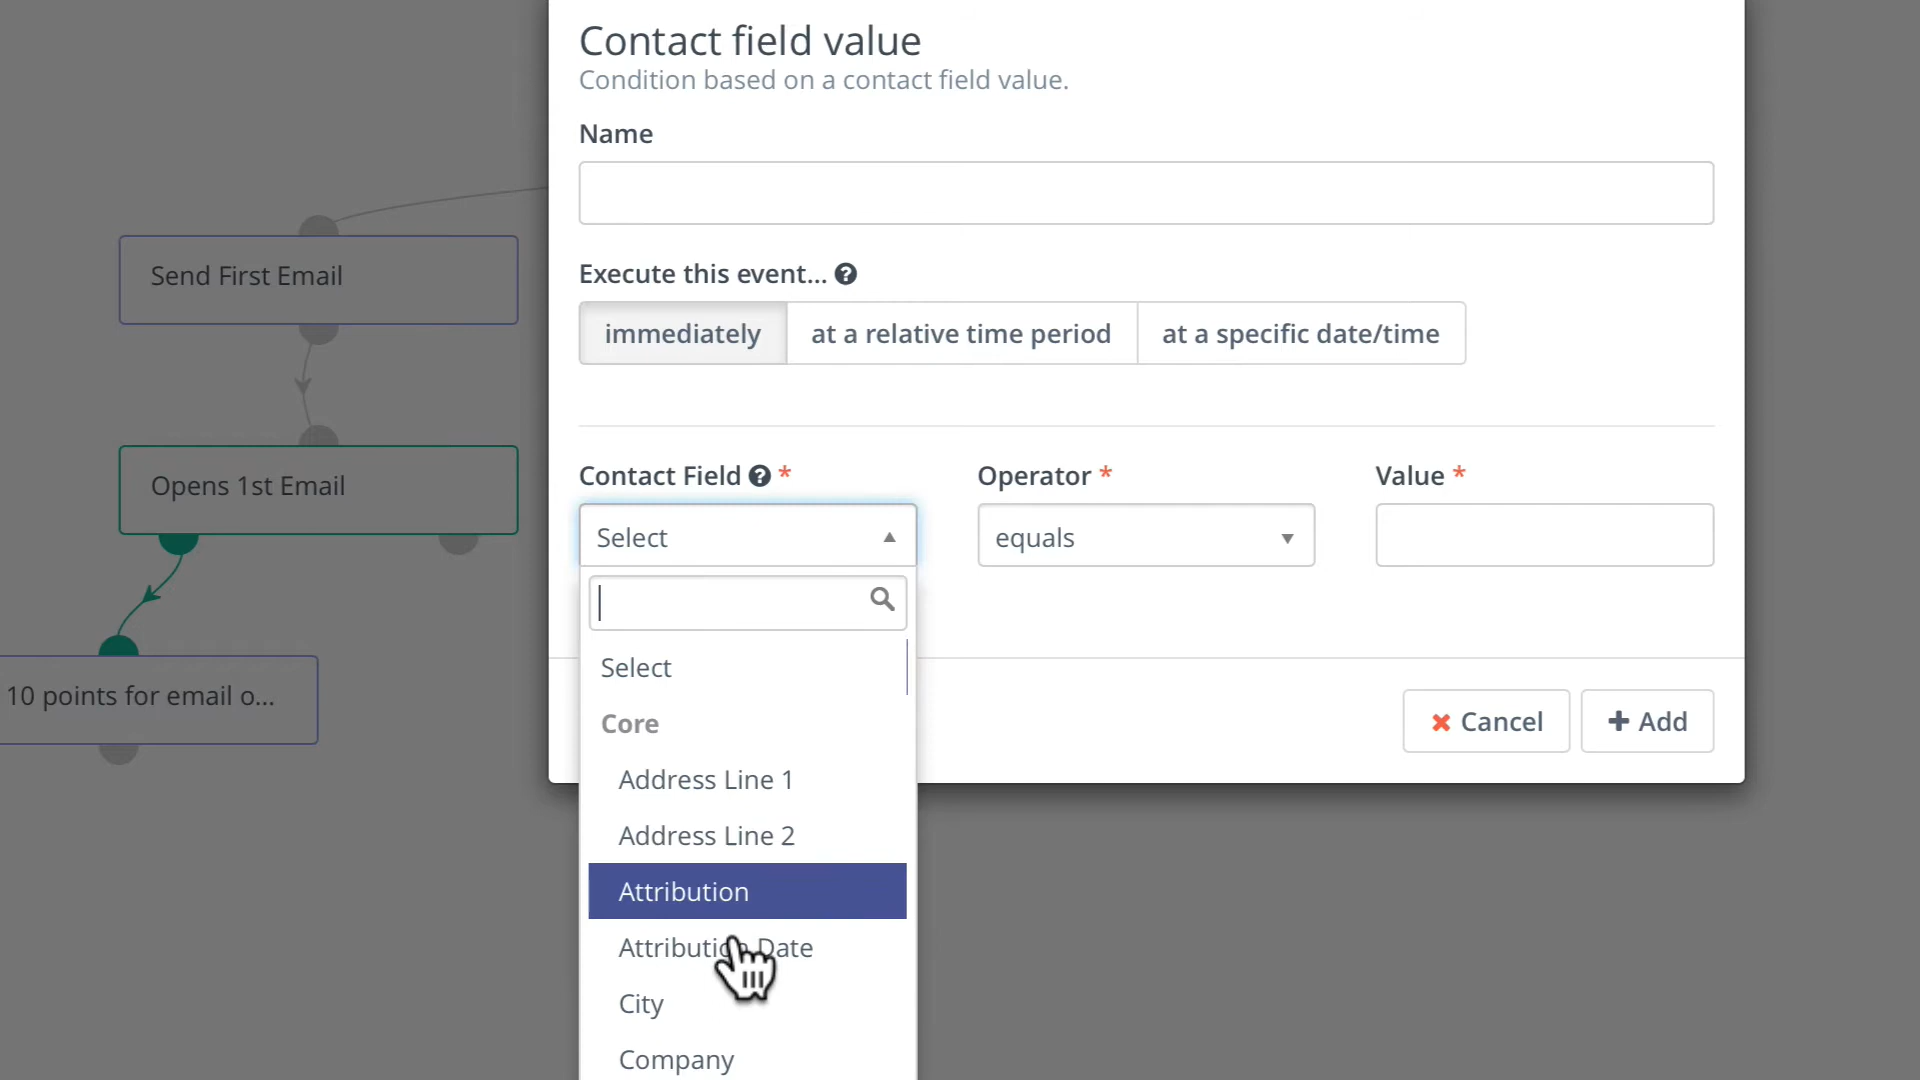 Contact field value
Condition based on a contact field value.
Name
Send First Email
Execute this event...
immediately
at a relative time period
at a specific date/time
Opens 1st Email
Contact Field *
Operator *
Value *
Select
equals
Select
Core
10 points for email o...
Cancel
Add
Address Line 1
Address Line 2
Attribution
Attribution Date
City
Company